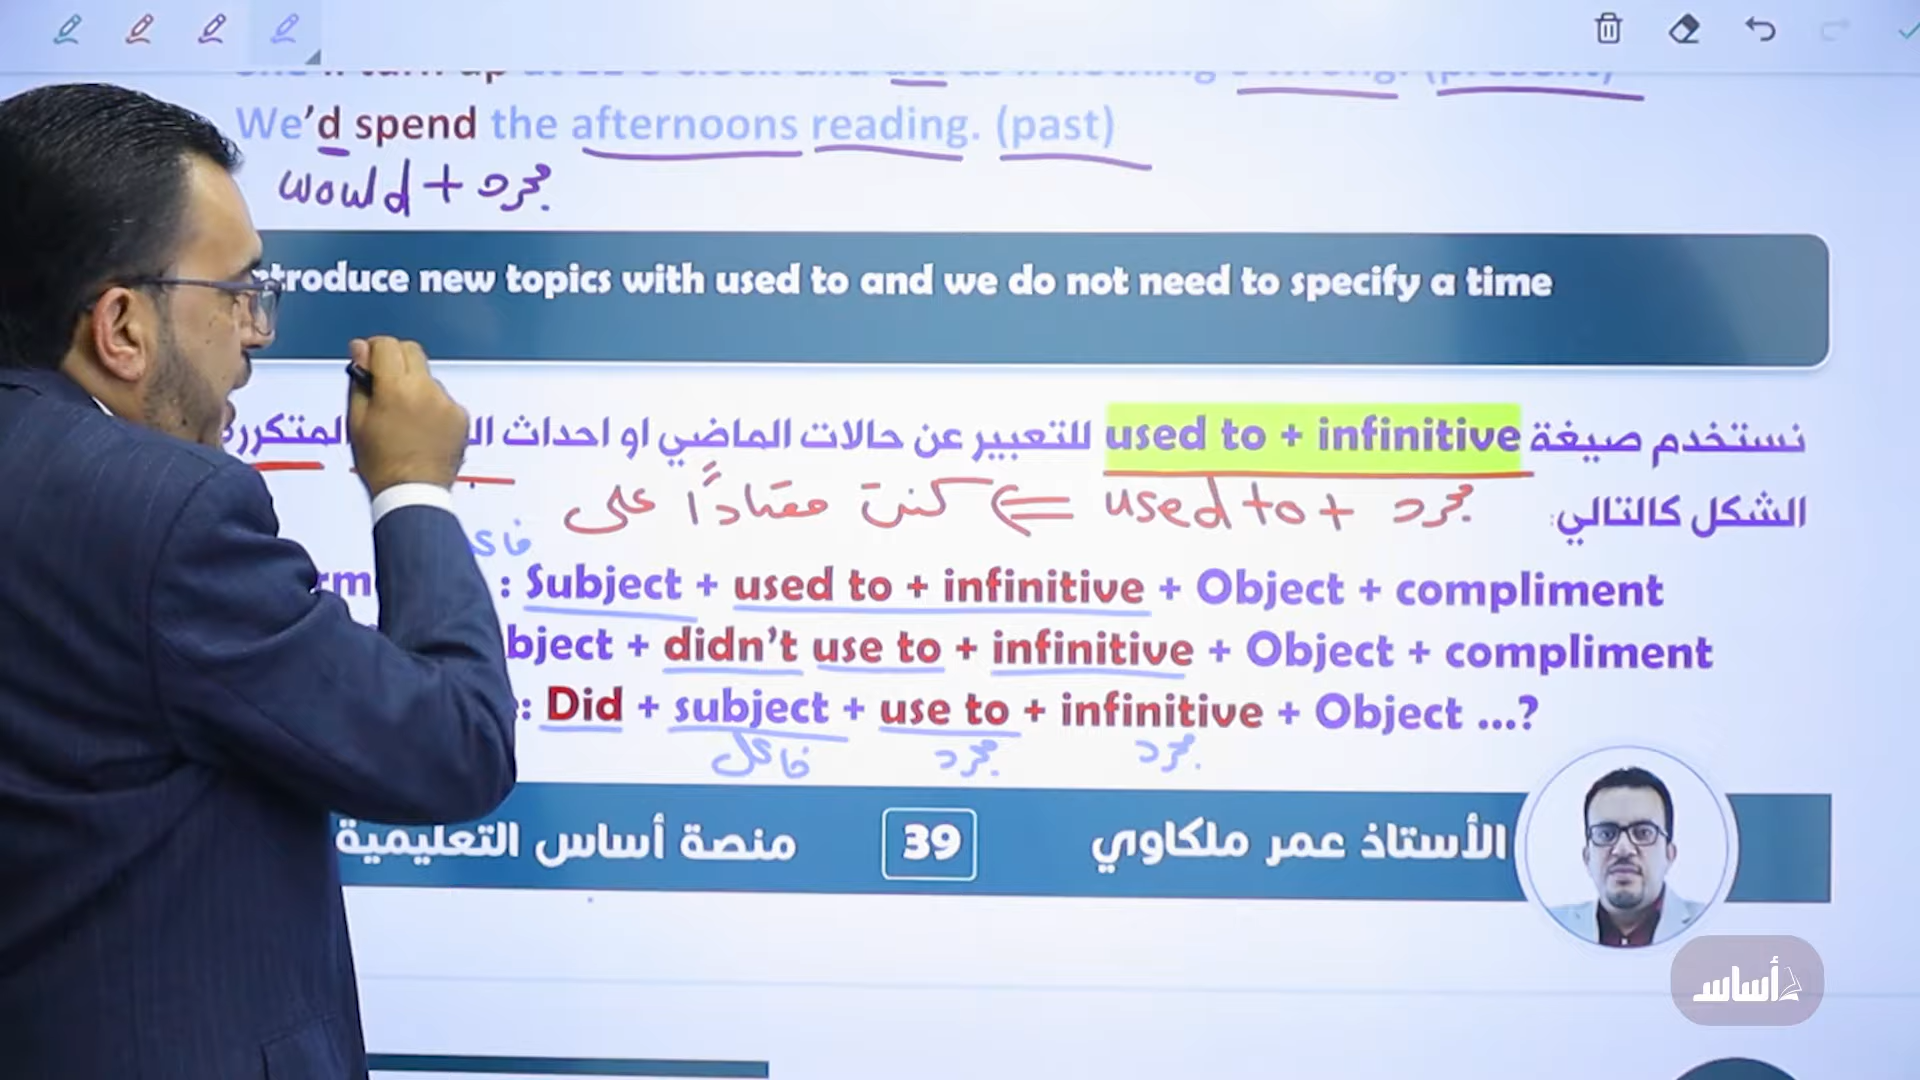 We'd spend the afternoons reading. (past)
would + مجرد
introduce new topics with used to and we do not need to specify a time
نستخدم صيغة used to + infinitive للتعبير عن حالات الماضي او احداث المتكررة
الشكل كالتالي: used to + مجرد ⇐ كنت معتاداً على
: Subject + used to + infinitive + Object + compliment
bject + didn't use to + infinitive + Object + compliment
: Did + subject + use to + infinitive + Object ...?
فاعل مجرد مجرد
الأستاذ عمر ملكاوي 39 منصة أساس التعليمية
أساس